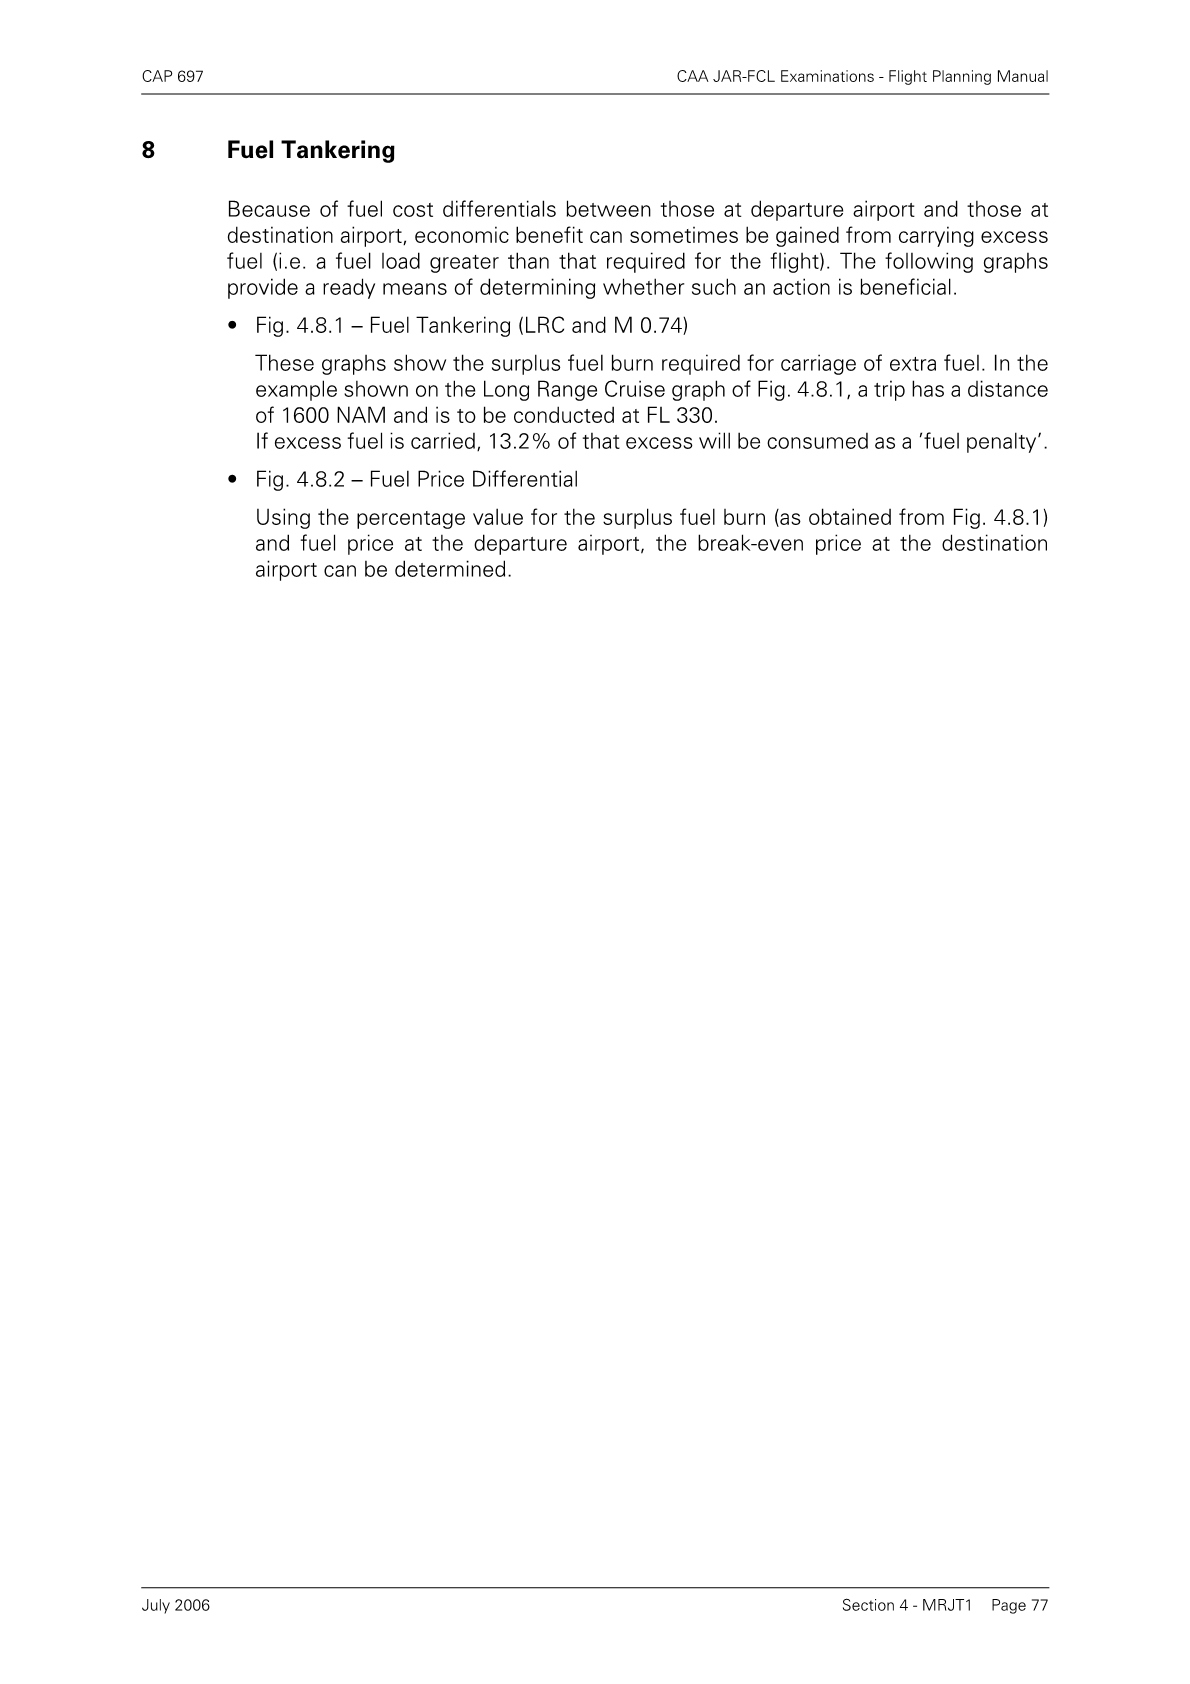 CAP 697 CAA JAR-FCL Examinations - Flight Planning Manual
8 Fuel Tankering
Because of fuel cost differentials between those at departure airport and those at
destination airport, economic benefit can sometimes be gained from carrying excess
fuel (i.e. a fuel load greater than that required for the flight). The following graphs
provide a ready means of determining whether such an action is beneficial.
• Fig. 4.8.1 – Fuel Tankering (LRC and M 0.74)
These graphs show the surplus fuel burn required for carriage of extra fuel. In the
example shown on the Long Range Cruise graph of Fig. 4.8.1, a trip has a distance
of 1600 NAM and is to be conducted at FL 330.
If excess fuel is carried, 13.2% of that excess will be consumed as a ’fuel penalty’.
• Fig. 4.8.2 – Fuel Price Differential
Using the percentage value for the surplus fuel burn (as obtained from Fig. 4.8.1)
and fuel price at the departure airport, the break-even price at the destination
airport can be determined.
July 2006 Section 4 - MRJT1 Page 77